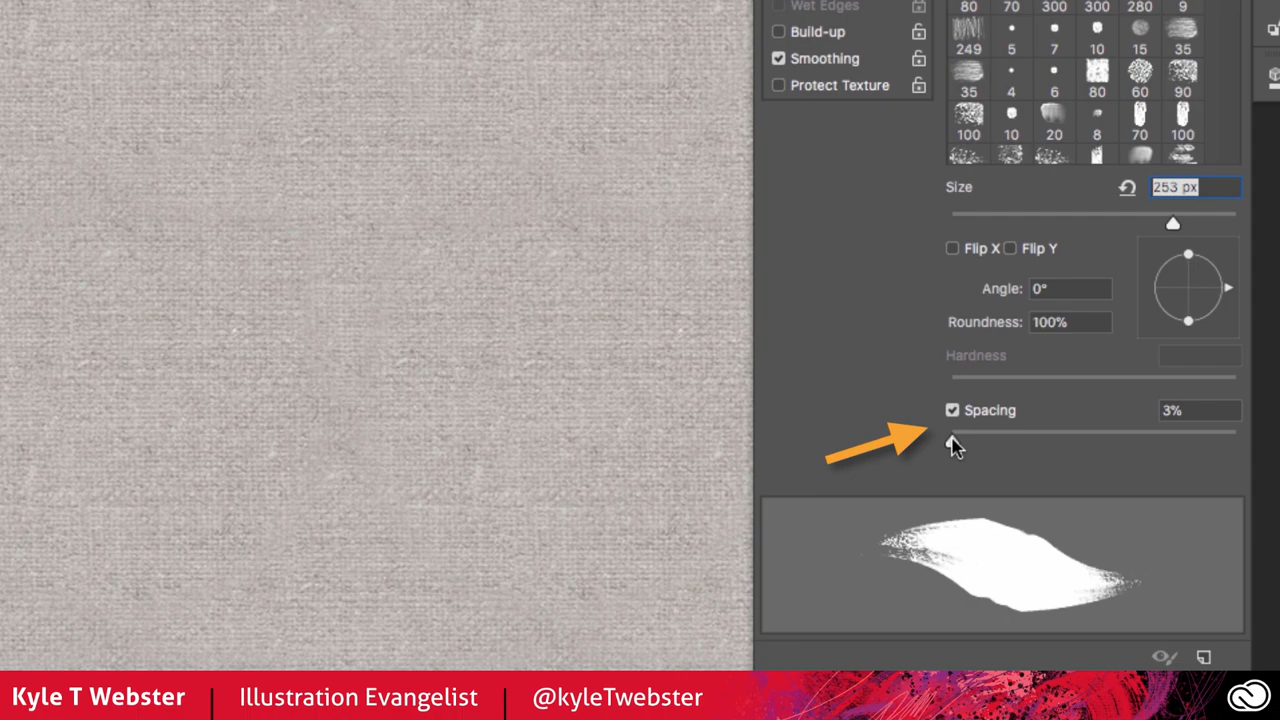 Wet Edges
Build-up
Smoothing
Protect Texture
80 70 300 300 280 9
249 5 7 10 15 35
35 4 6 80 60 90
100 10 20 8 70 100
Size 253 px
Flip X Flip Y
Angle: 0°
Roundness: 100%
Hardness
Spacing 3%
Kyle T Webster | Illustration Evangelist | @kyleTwebster